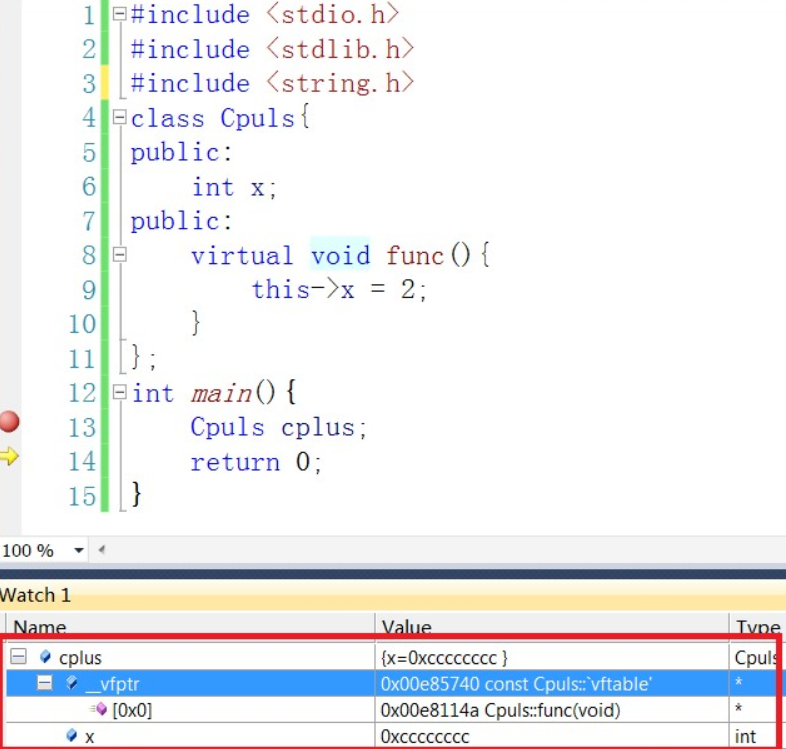 1 #include <stdio.h>
2 #include <stdlib.h>
3 #include <string.h>
4 class Cpuls{
5 public:
6     int x;
7 public:
8     virtual void func(){
9         this->x = 2;
10     }
11 };
12 int main(){
13     Cpuls cplus;
14     return 0;
15 }
100 %
Watch 1
Name Value Type
cplus {x=0xcccccccc } Cpuls
__vfptr 0x00e85740 const Cpuls::`vftable' *
[0x0] 0x00e8114a Cpuls::func(void) *
x 0xcccccccc int